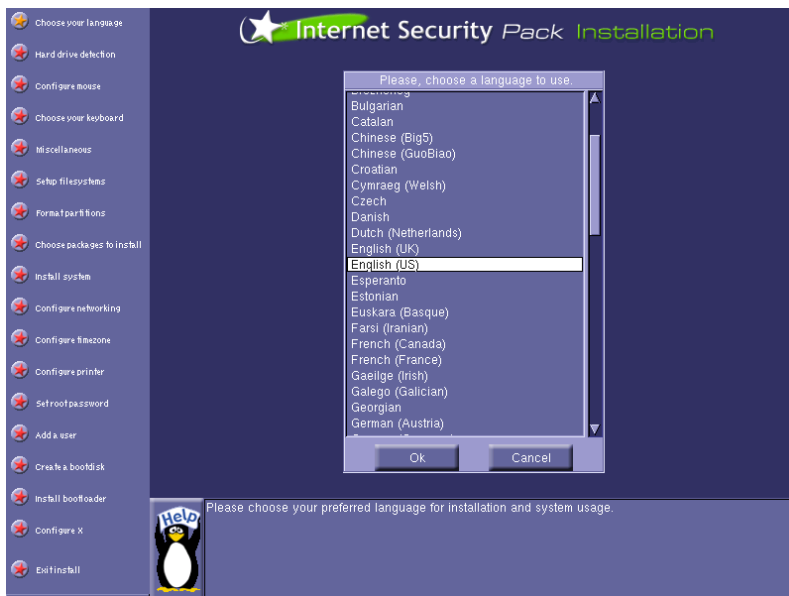 Choose your language
Hard drive detection
Configure mouse
Choose your keyboard
Miscellaneous
Setup filesystems
Format partitions
Choose packages to install
Install system
Configure networking
Configure timezone
Configure printer
Set root password
Add a user
Create a bootdisk
Install bootloader
Configure X
Exit install
Internet Security Pack Installation
Please, choose a language to use.
Bulgarian
Catalan
Chinese (Big5)
Chinese (GuoBiao)
Croatian
Cymraeg (Welsh)
Czech
Danish
Dutch (Netherlands)
English (UK)
English (US)
Esperanto
Estonian
Euskara (Basque)
Farsi (Iranian)
French (Canada)
French (France)
Gaeilge (Irish)
Galego (Galician)
Georgian
German (Austria)
Ok Cancel
Help
Please choose your preferred language for installation and system usage.